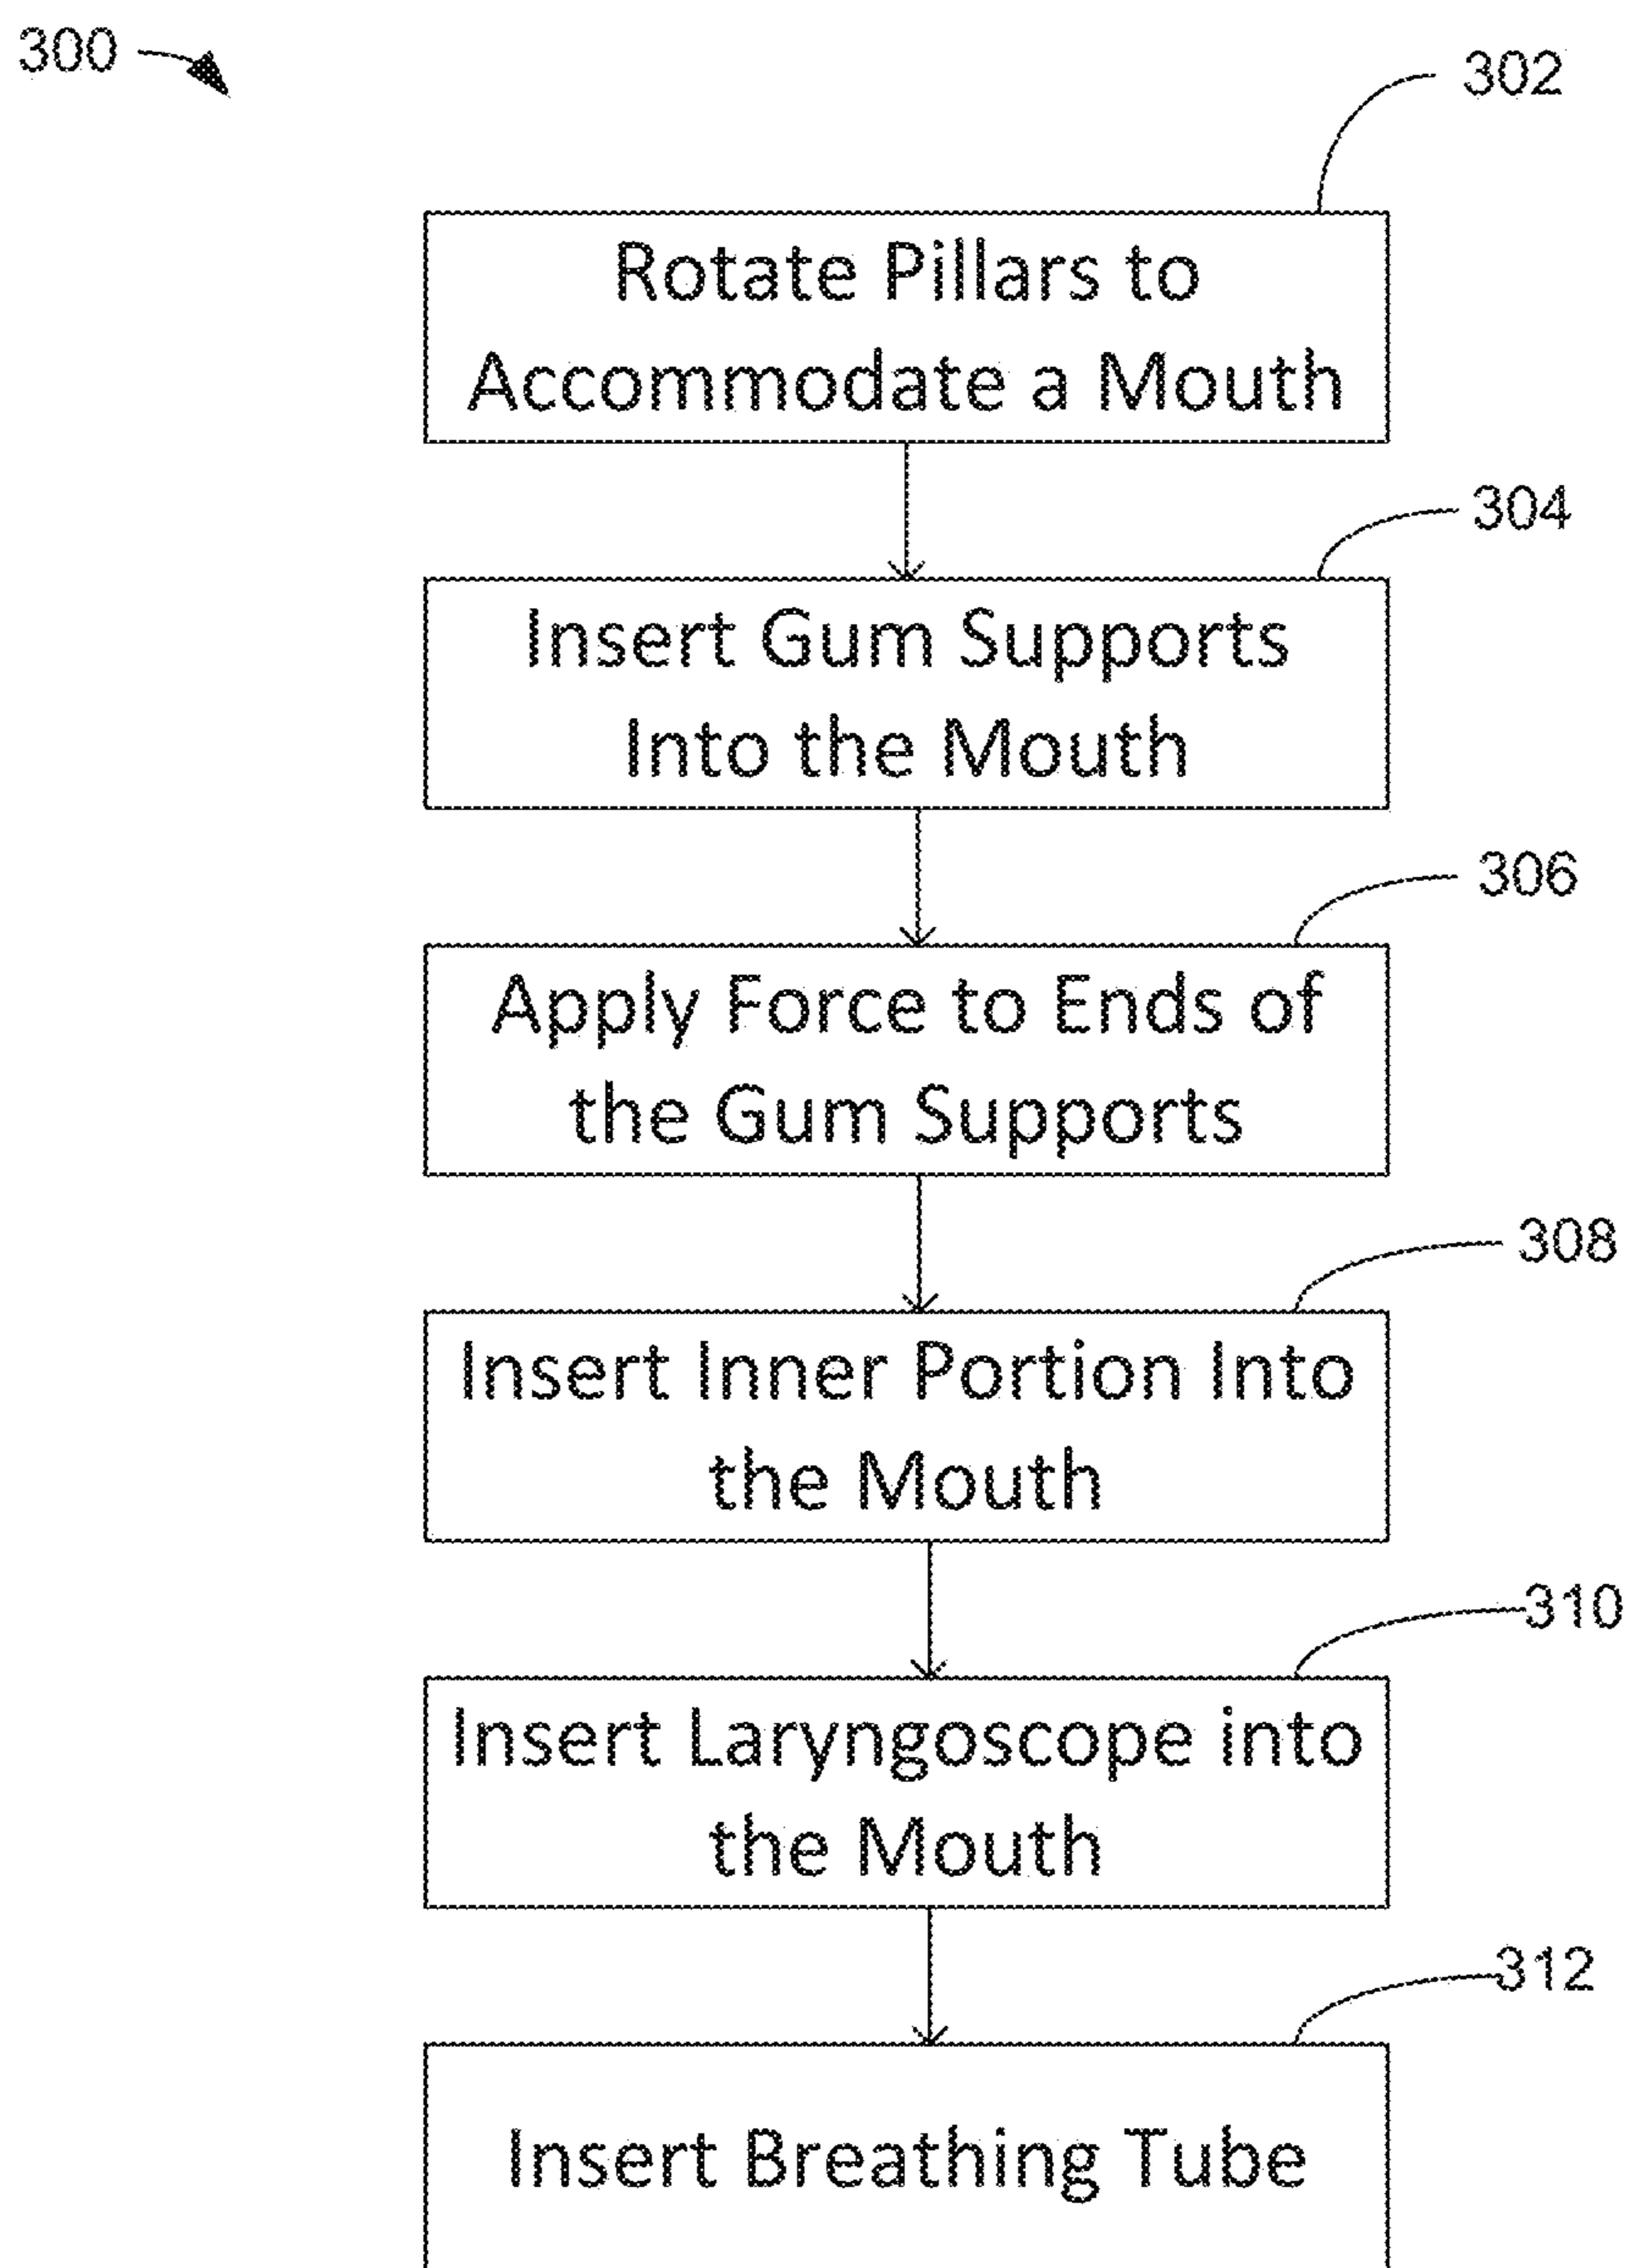 300
302
Rotate Pillars to
Accommodate a Mouth
304
Insert Gum Supports
Into the Mouth
306
Apply Force to Ends of
the Gum Supports
308
Insert Inner Portion Into
the Mouth
310
Insert Laryngoscope into
the Mouth
312
Insert Breathing Tube